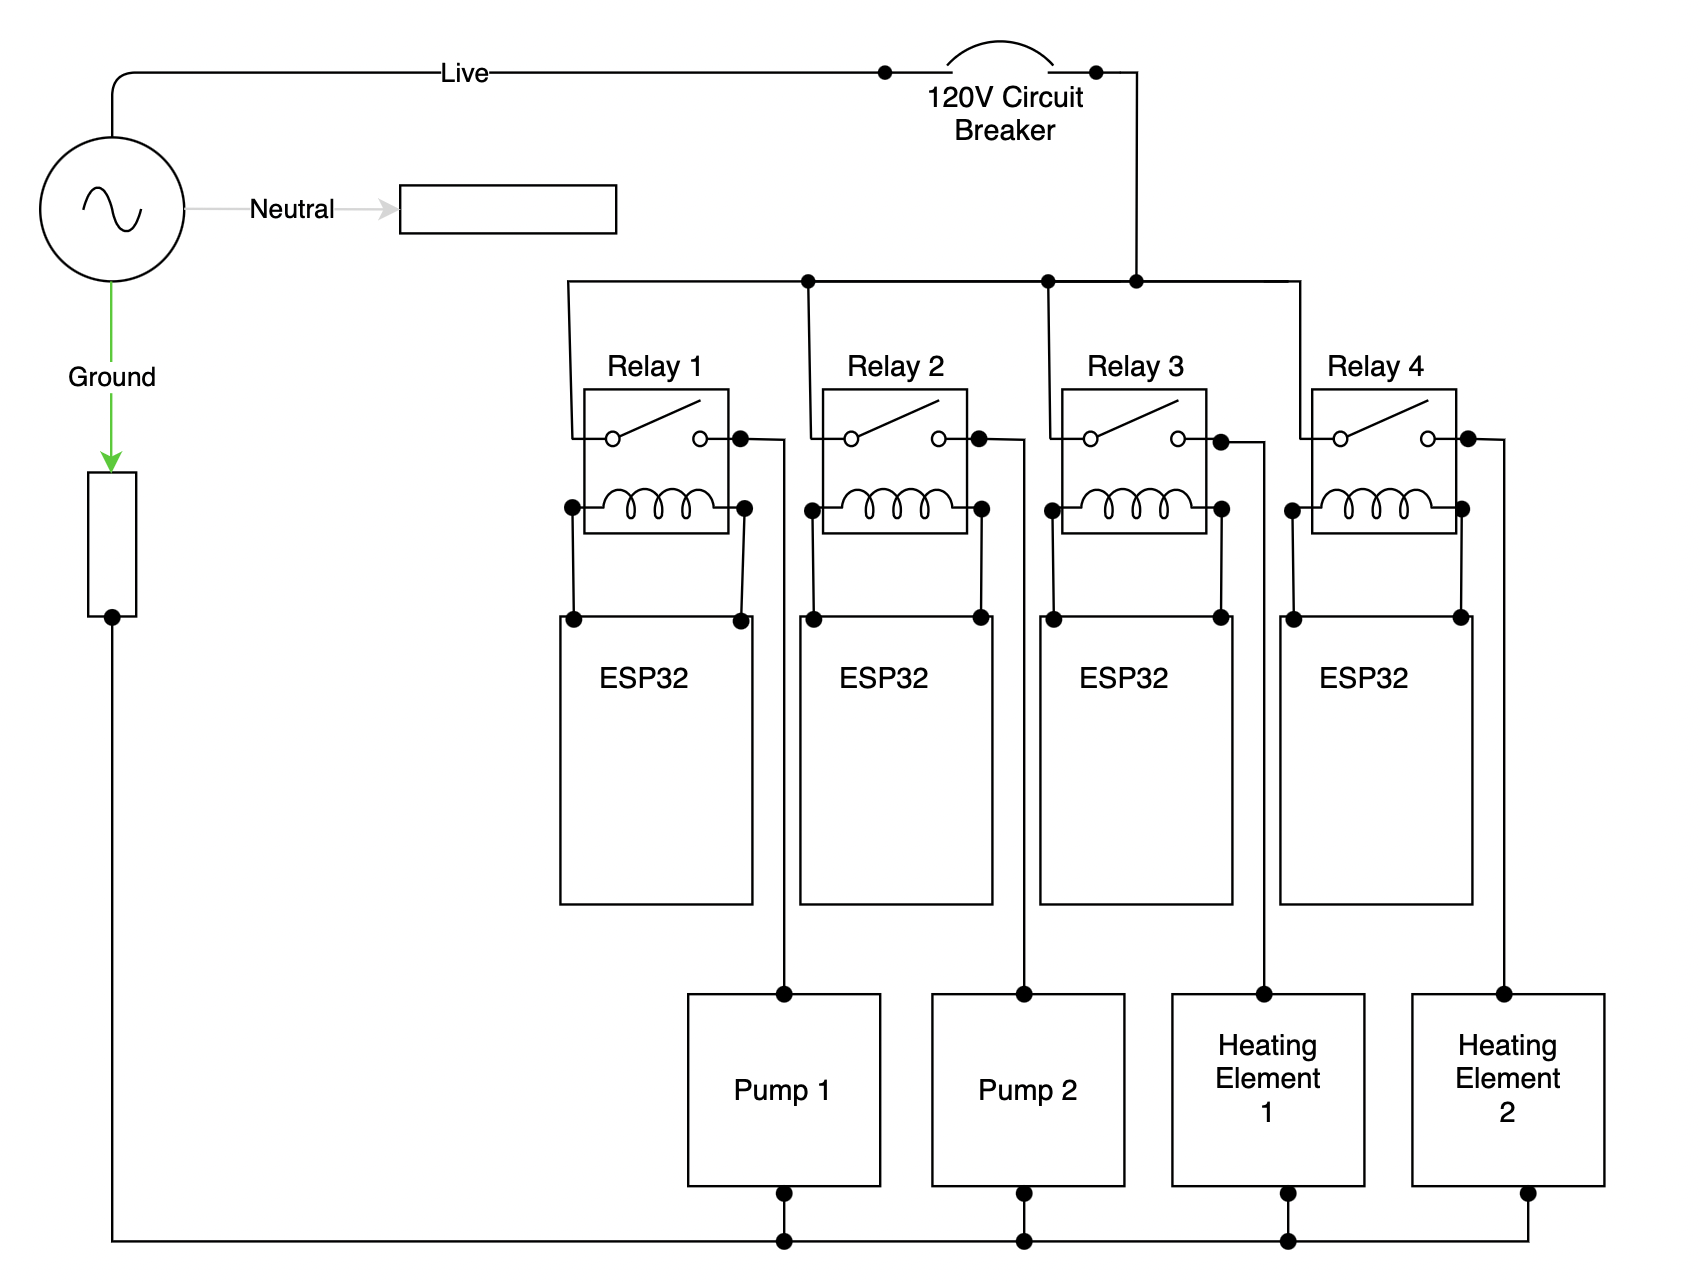 Live
120V Circuit
Breaker
Neutral
Ground
Relay 1
Relay 2
Relay 3
Relay 4
ESP32
ESP32
ESP32
ESP32
Pump 1
Pump 2
Heating
Element
1
Heating
Element
2